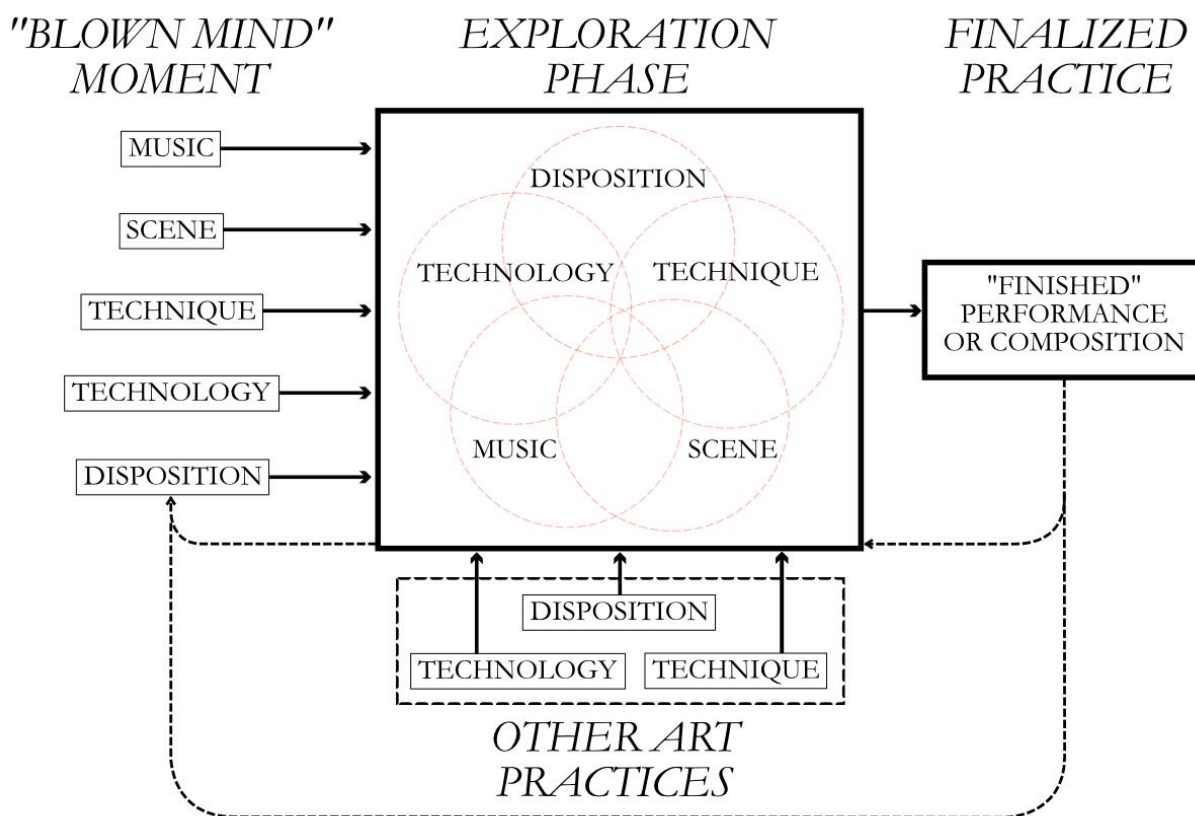 "BLOWN MIND"
MOMENT
EXPLORATION
PHASE
FINALIZED
PRACTICE
MUSIC
SCENE
TECHNIQUE
TECHNOLOGY
DISPOSITION
DISPOSITION
TECHNOLOGY
TECHNIQUE
MUSIC
SCENE
"FINISHED"
PERFORMANCE
OR COMPOSITION
DISPOSITION
TECHNOLOGY
TECHNIQUE
OTHER ART
PRACTICES